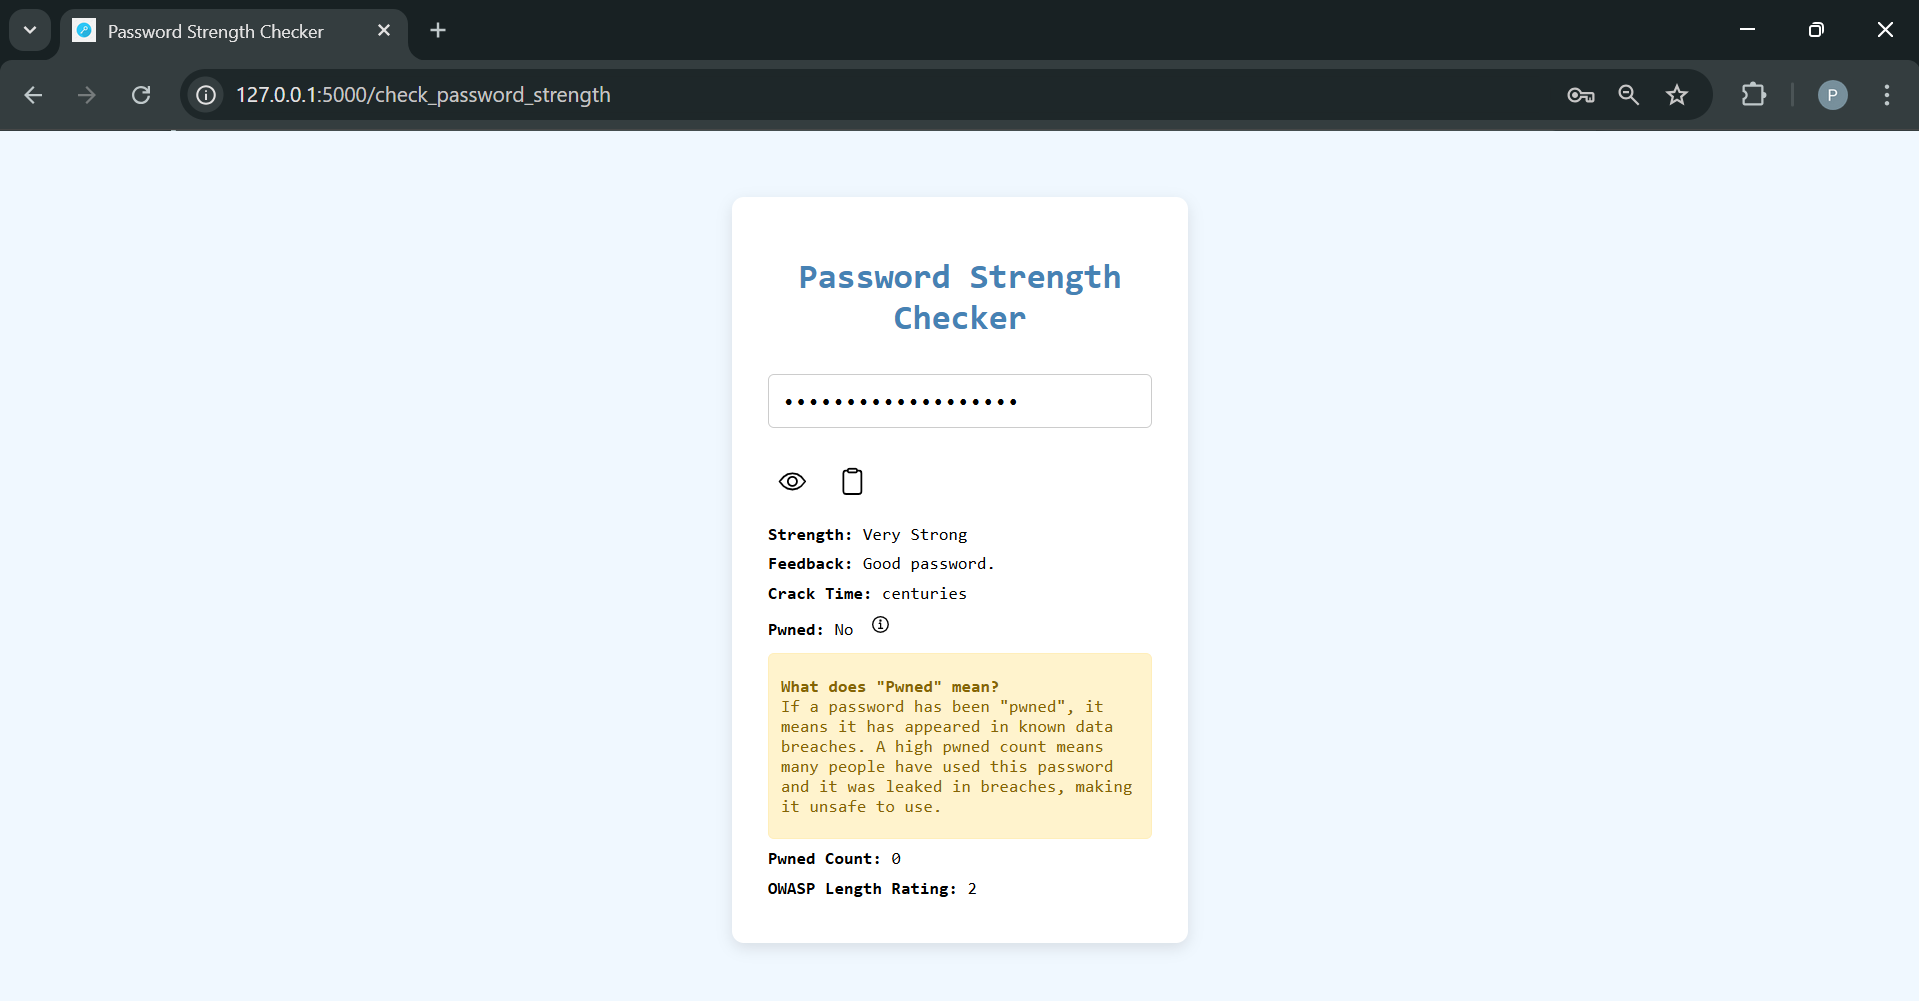 Password Strength Checker
127.0.0.1:5000/check_password_strength
P
Password Strength
Checker
•••••••••••••••••••
Strength: Very Strong
Feedback: Good password.
Crack Time: centuries
Pwned: No
What does "Pwned" mean?
If a password has been "pwned", it
means it has appeared in known data
breaches. A high pwned count means
many people have used this password
and it was leaked in breaches, making
it unsafe to use.
Pwned Count: 0
OWASP Length Rating: 2